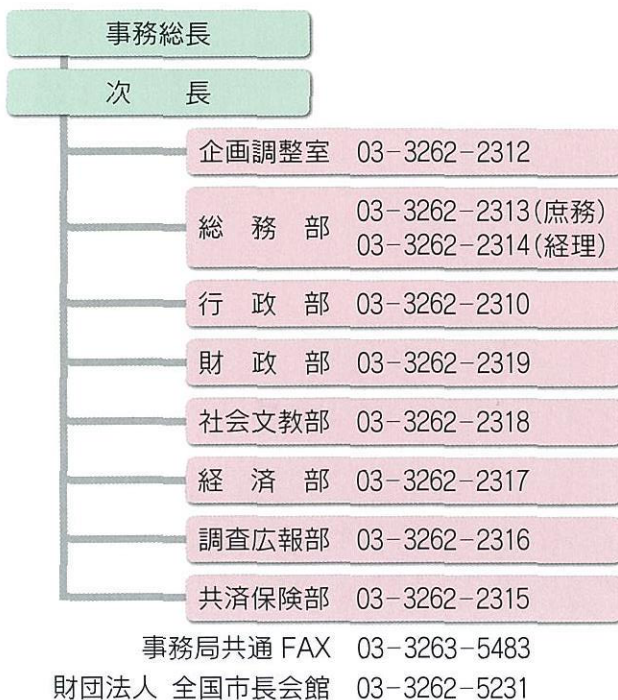 事務総長
次 長
企画調整室 03-3262-2312
総 務 部 03-3262-2313(庶務)
03-3262-2314(経理)
行 政 部 03-3262-2310
財 政 部 03-3262-2319
社会文教部 03-3262-2318
経 済 部 03-3262-2317
調査広報部 03-3262-2316
共済保険部 03-3262-2315
事務局共通 FAX 03-3263-5483
財団法人 全国市長会館 03-3262-5231